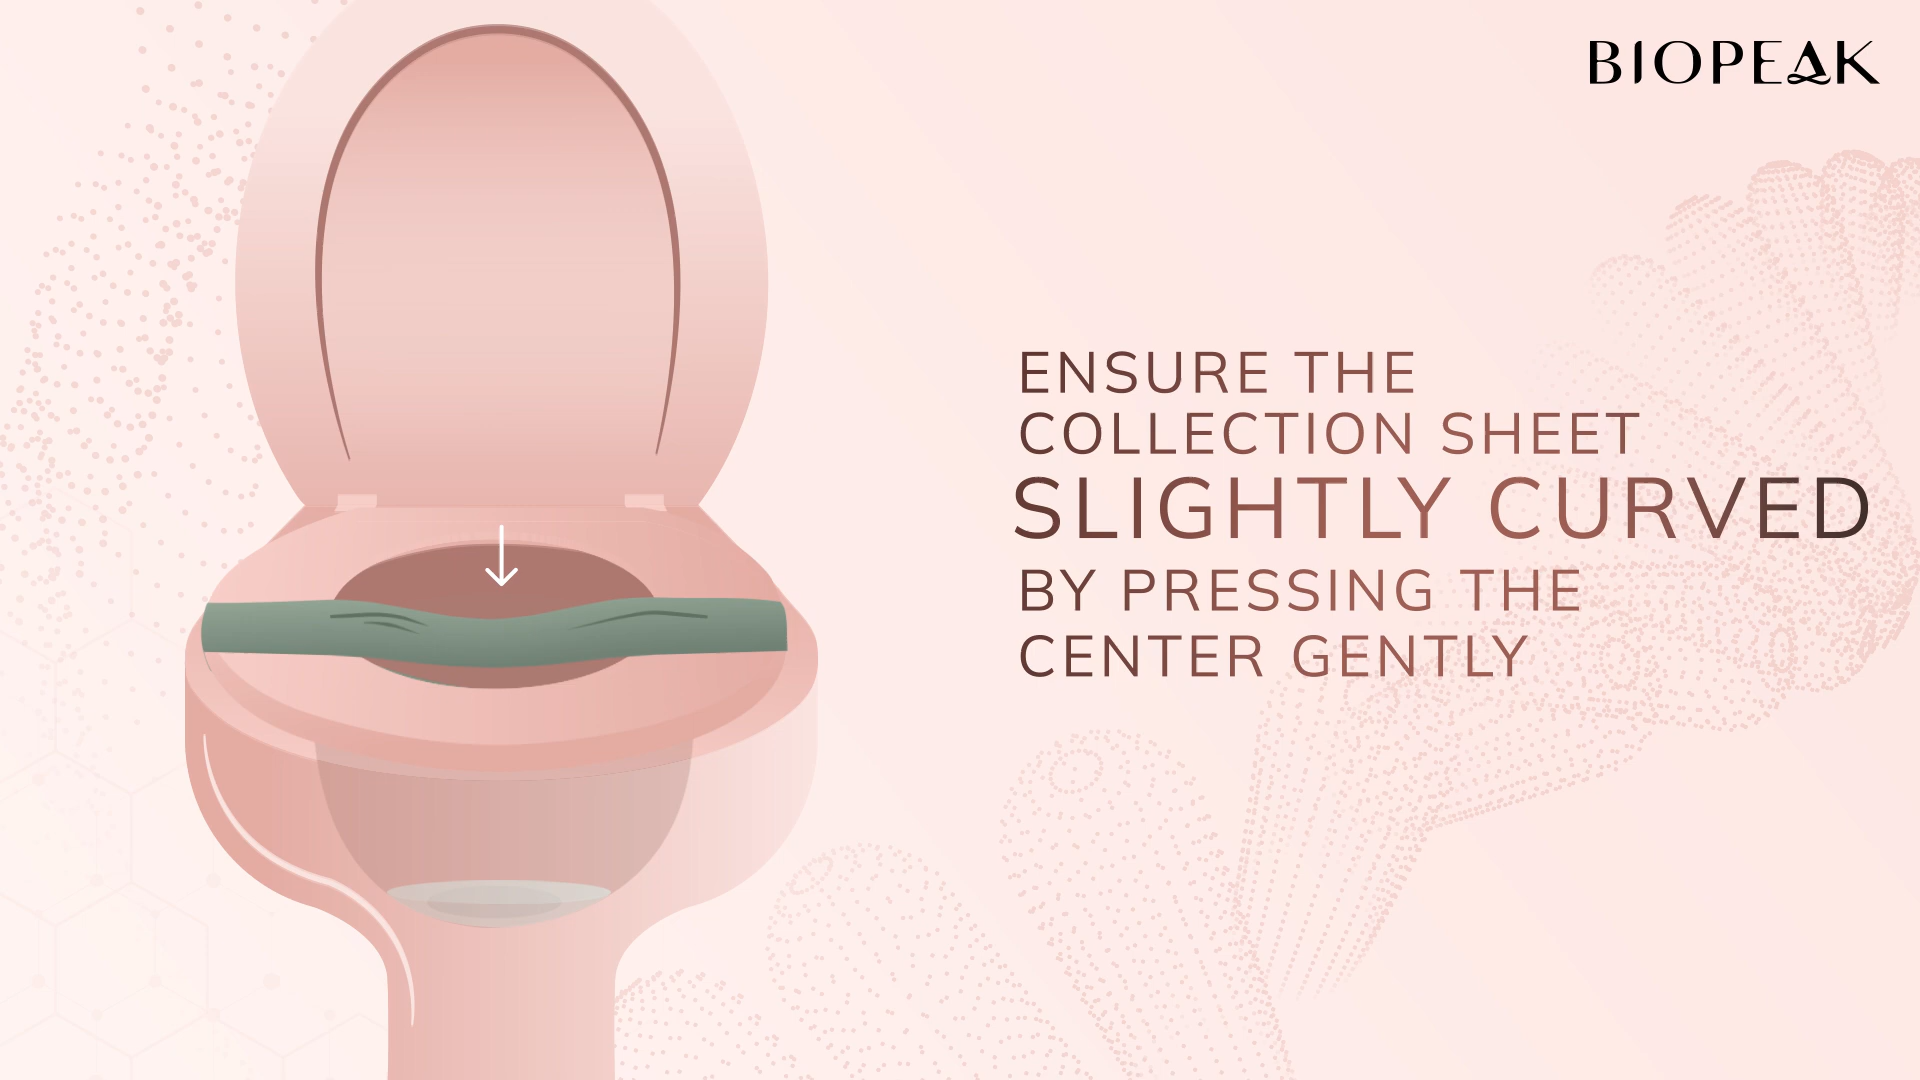 BIOPEAK
ENSURE THE
COLLECTION SHEET
SLIGHTLY CURVED
BY PRESSING THE
CENTER GENTLY